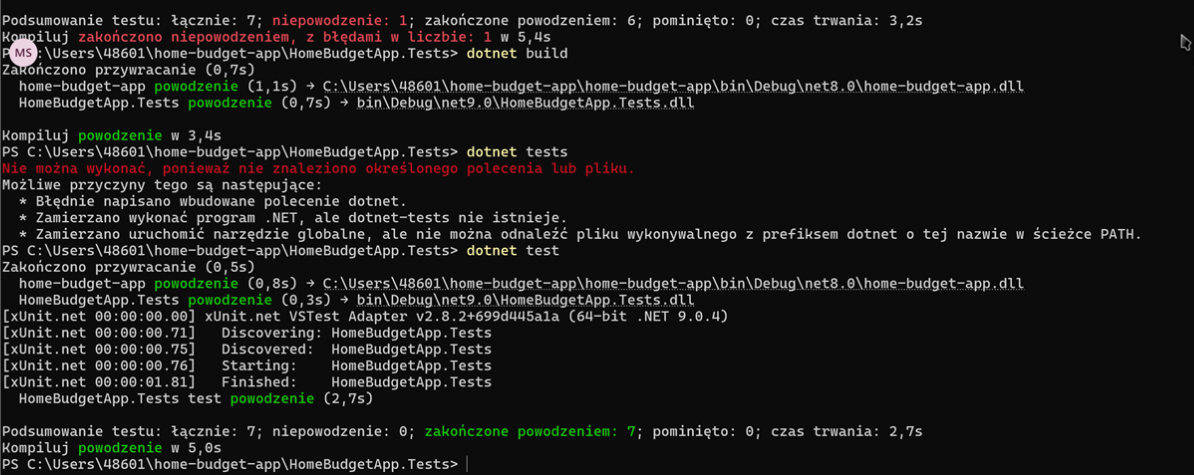 Podsumowanie testu: łącznie: 7; niepowodzenie: 1; zakończone powodzeniem: 6; pominięto: 0; czas trwania: 3,2s
Kompiluj zakończono niepowodzeniem, z błędami w liczbie: 1 w 5,4s
MS
P :\Users\48601\home-budget-app\HomeBudgetApp.Tests> dotnet build
Zakończono przywracanie (0,7s)
home-budget-app powodzenie (1,1s) → C:\Users\48601\home-budget-app\home-budget-app\bin\Debug\net8.0\home-budget-app.dll
HomeBudgetApp.Tests powodzenie (0,7s) → bin\Debug\net9.0\HomeBudgetApp.Tests.dll
Kompiluj powodzenie w 3,4s
PS C:\Users\48601\home-budget-app\HomeBudgetApp.Tests> dotnet tests
Nie można wykonać, ponieważ nie znaleziono określonego polecenia lub pliku.
Możliwe przyczyny tego są następujące:
* Błędnie napisano wbudowane polecenie dotnet.
* Zamierzano wykonać program .NET, ale dotnet-tests nie istnieje.
* Zamierzano uruchomić narzędzie globalne, ale nie można odnaleźć pliku wykonywalnego z prefiksem dotnet o tej nazwie w ścieżce PATH.
PS C:\Users\48601\home-budget-app\HomeBudgetApp.Tests> dotnet test
Zakończono przywracanie (0,5s)
home-budget-app powodzenie (0,8s) → C:\Users\48601\home-budget-app\home-budget-app\bin\Debug\net8.0\home-budget-app.dll
HomeBudgetApp.Tests powodzenie (0,3s) → bin\Debug\net9.0\HomeBudgetApp.Tests.dll
[xUnit.net 00:00:00.00] xUnit.net VSTest Adapter v2.8.2+699d445a1a (64-bit .NET 9.0.4)
[xUnit.net 00:00:00.71] Discovering: HomeBudgetApp.Tests
[xUnit.net 00:00:00.75] Discovered: HomeBudgetApp.Tests
[xUnit.net 00:00:00.76] Starting: HomeBudgetApp.Tests
[xUnit.net 00:00:01.81] Finished: HomeBudgetApp.Tests
HomeBudgetApp.Tests test powodzenie (2,7s)
Podsumowanie testu: łącznie: 7; niepowodzenie: 0; zakończone powodzeniem: 7; pominięto: 0; czas trwania: 2,7s
Kompiluj powodzenie w 5,0s
PS C:\Users\48601\home-budget-app\HomeBudgetApp.Tests>